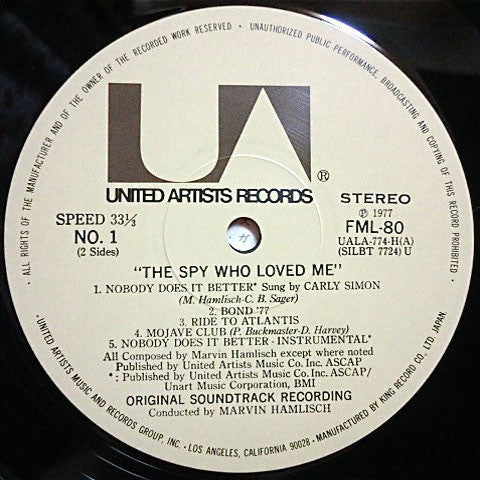 · ALL RIGHTS OF THE MANUFACTURER AND OF THE OWNER OF THE RECORDED WORK RESERVED · UNAUTHORIZED PUBLIC PERFORMANCE, BROADCASTING AND COPYING OF THIS RECORD PROHIBITED ·
UA®
UNITED ARTISTS RECORDS
STEREO
SPEED 33⅓
NO. 1
(2 Sides)
Ⓟ 1977
FML-80
UALA-774-H(A)
(SILBT 7724) U
"THE SPY WHO LOVED ME"
1. NOBODY DOES IT BETTER* Sung by CARLY SIMON
(M. Hamlisch-C. B. Sager)
2. BOND '77
3. RIDE TO ATLANTIS
4. MOJAVE CLUB (P. Buckmaster-D. Harvey)
5. NOBODY DOES IT BETTER - INSTRUMENTAL*
All Composed by Marvin Hamlisch except where noted
Published by United Artists Music Co. Inc. ASCAP
* : Published by United Artists Music Co. Inc. ASCAP/
Unart Music Corporation, BMI
ORIGINAL SOUNDTRACK RECORDING
Conducted by MARVIN HAMLISCH
· UNITED ARTISTS MUSIC AND RECORDS GROUP, INC. · LOS ANGELES, CALIFORNIA 90028 · MANUFACTURED BY KING RECORD CO. LTD JAPAN